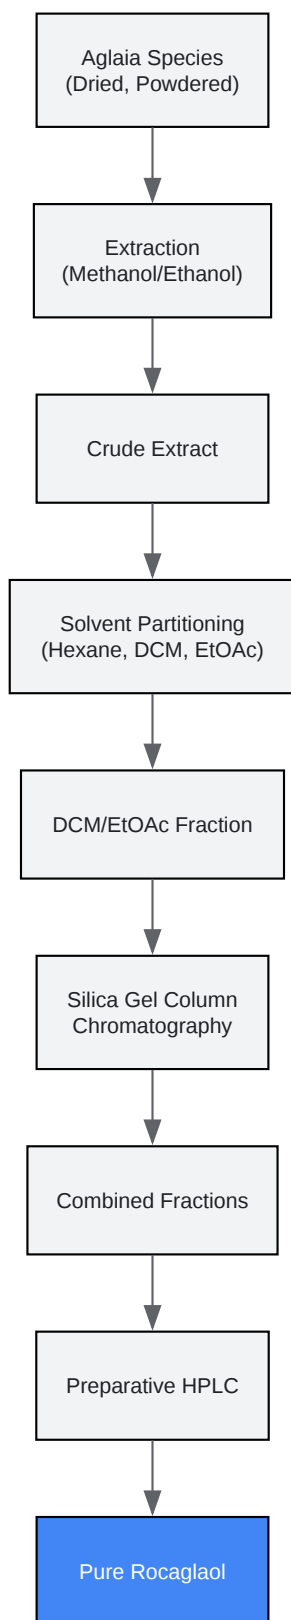 Aglaia Species
(Dried, Powdered)
Extraction
(Methanol/Ethanol)
Crude Extract
Solvent Partitioning
(Hexane, DCM, EtOAc)
DCM/EtOAc Fraction
Silica Gel Column
Chromatography
Combined Fractions
Preparative HPLC
Pure Rocaglaol